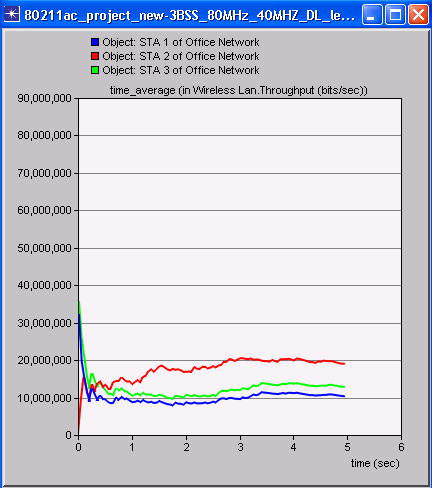 80211ac_project_new-3BSS_80MHz_40MHZ_DL_le...
Object: STA 1 of Office Network
Object: STA 2 of Office Network
Object: STA 3 of Office Network
time_average (in Wireless Lan.Throughput (bits/sec))
90,000,000
80,000,000
70,000,000
60,000,000
50,000,000
40,000,000
30,000,000
20,000,000
10,000,000
0
0 1 2 3 4 5 6
time (sec)